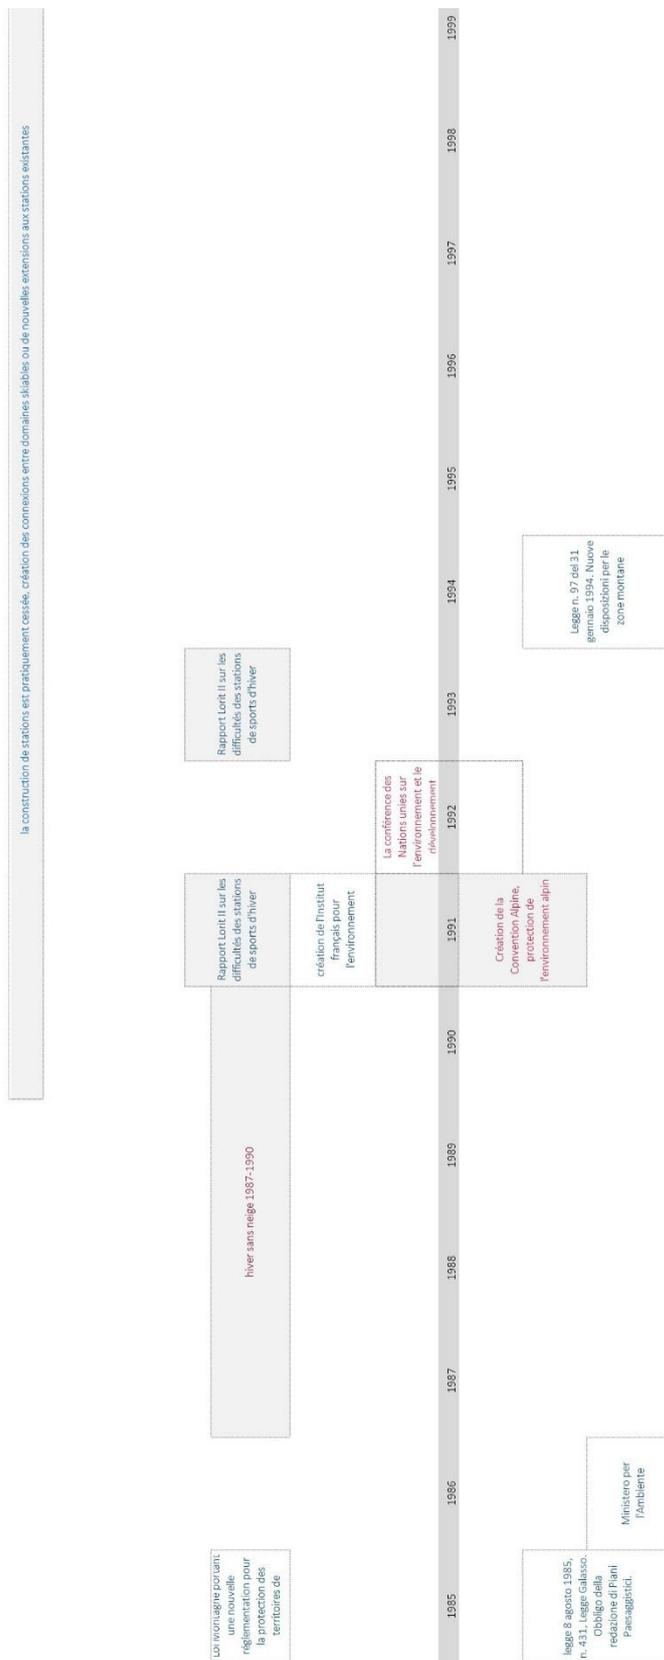 la construction de stations est pratiquement cessée, création des connexions entre domaines skiables ou de nouvelles extensions aux stations existantes
Loi Montagne portant
une nouvelle
réglementation pour
la protection des
territoires de
hiver sans neige 1987-1990
Rapport Lorit II sur les
difficultés des stations
de sports d'hiver
Rapport Lorit II sur les
difficultés des stations
de sports d'hiver
création de l'Institut
français pour
l'environnement
La conférence des
Nations unies sur
l'environnement et le
développement
1985 1986 1987 1988 1989 1990 1991 1992 1993 1994 1995 1996 1997 1998 1999
Création de la
Convention Alpine,
protection de
l'environnement alpin
legge 8 agosto 1985,
n. 431, Legge Galasso.
Obbligo della
redazione di Piani
Paesaggistici.
Ministero per
l'Ambiente
Legge n. 97 del 31
gennaio 1994. Nuove
disposizioni per le
zone montane